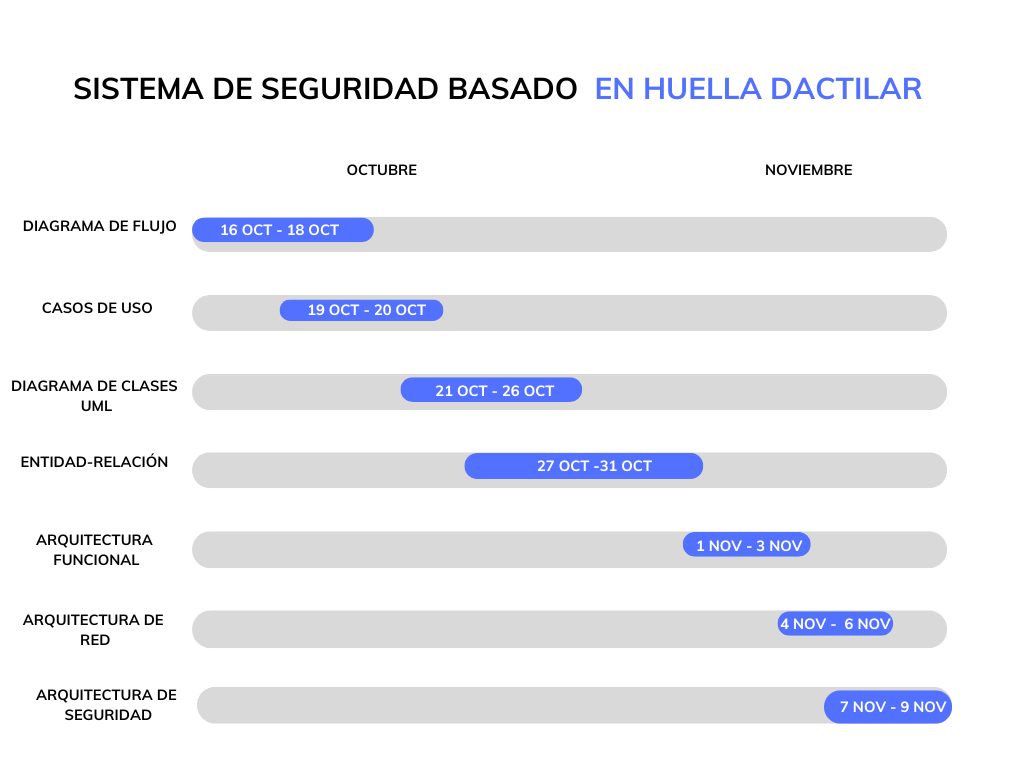 SISTEMA DE SEGURIDAD BASADO EN HUELLA DACTILAR
OCTUBRE
NOVIEMBRE
DIAGRAMA DE FLUJO
16 OCT - 18 OCT
CASOS DE USO
19 OCT - 20 OCT
DIAGRAMA DE CLASES
UML
21 OCT - 26 OCT
ENTIDAD-RELACIÓN
27 OCT -31 OCT
ARQUITECTURA
FUNCIONAL
1 NOV - 3 NOV
ARQUITECTURA DE
RED
4 NOV - 6 NOV
ARQUITECTURA DE
SEGURIDAD
7 NOV - 9 NOV